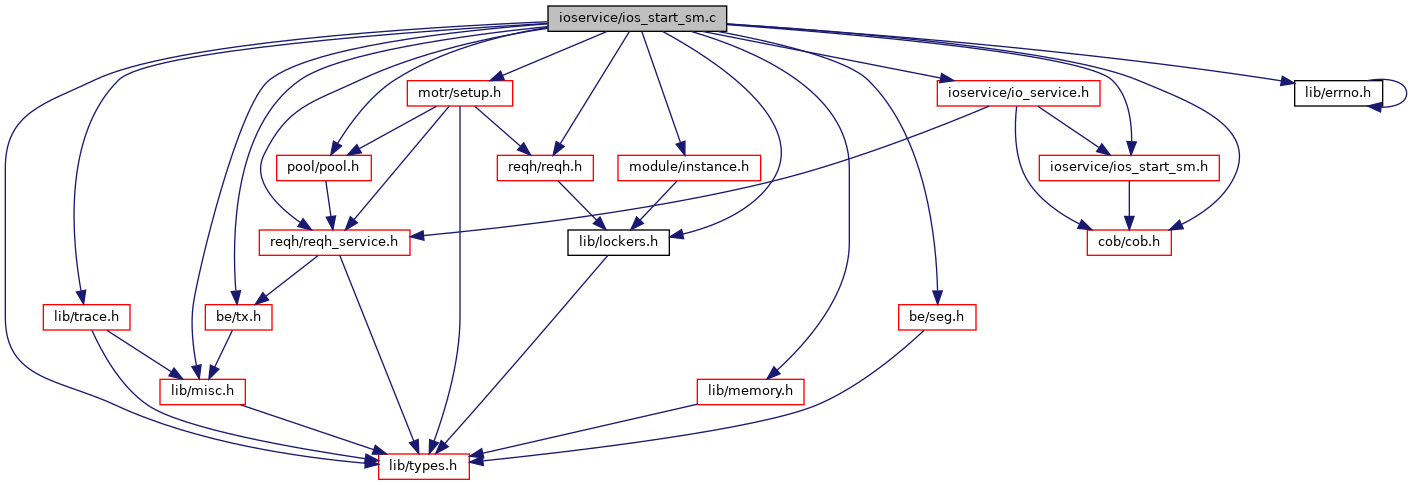 ioservice/ios_start_sm.c
motr/setup.h
ioservice/io_service.h
lib/errno.h
pool/pool.h
reqh/reqh.h
module/instance.h
ioservice/ios_start_sm.h
reqh/reqh_service.h
lib/lockers.h
cob/cob.h
lib/trace.h
be/tx.h
be/seg.h
lib/misc.h
lib/memory.h
lib/types.h